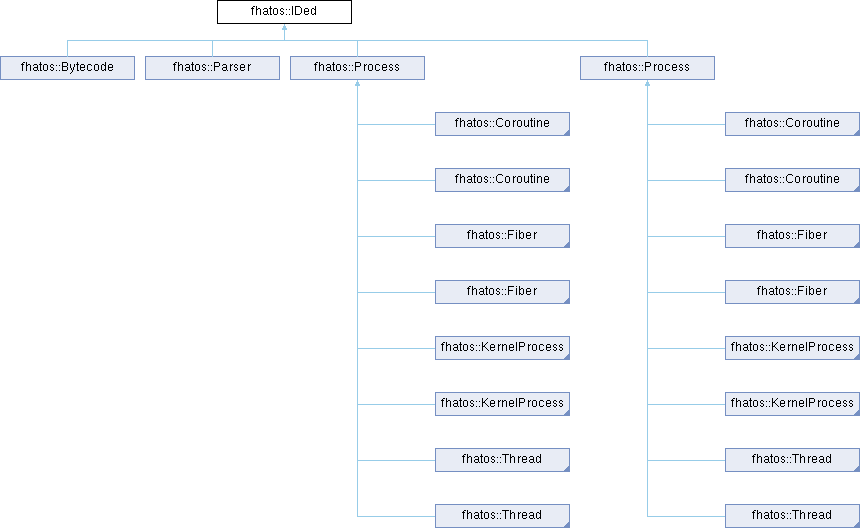 fhatos::IDed
fhatos::Bytecode
fhatos::Parser
fhatos::Process
fhatos::Process
fhatos::Coroutine
fhatos::Coroutine
fhatos::Coroutine
fhatos::Coroutine
fhatos::Fiber
fhatos::Fiber
fhatos::Fiber
fhatos::Fiber
fhatos::KernelProcess
fhatos::KernelProcess
fhatos::KernelProcess
fhatos::KernelProcess
fhatos::Thread
fhatos::Thread
fhatos::Thread
fhatos::Thread